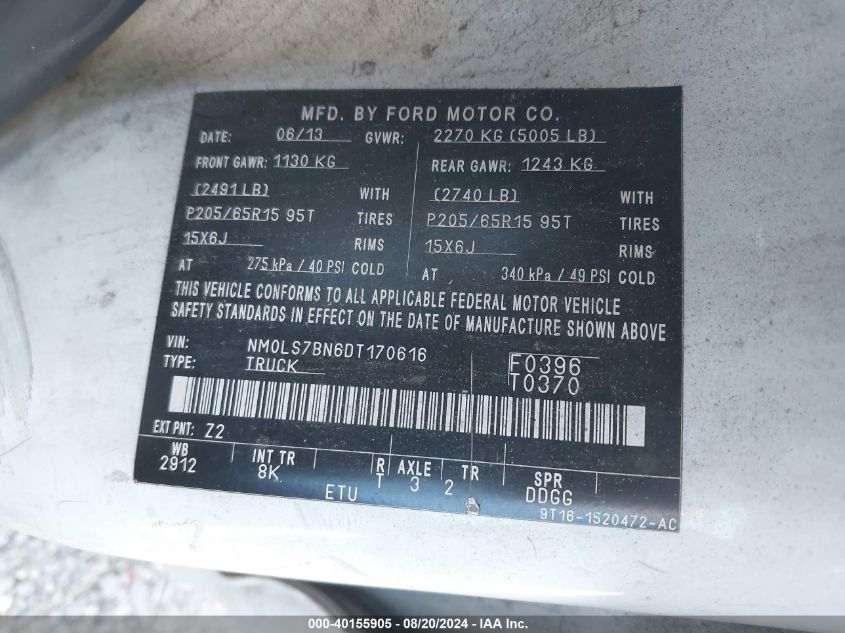 MFD. BY FORD MOTOR CO.
DATE: 06/13 GVWR: 2270 KG (5005 LB)
FRONT GAWR: 1130 KG REAR GAWR: 1243 KG
(2491 LB) WITH (2740 LB) WITH
P205/65R15 95T TIRES P205/65R15 95T TIRES
15X6J RIMS 15X6J RIMS
AT 275 kPa / 40 PSI COLD AT 340 kPa / 49 PSI COLD
THIS VEHICLE CONFORMS TO ALL APPLICABLE FEDERAL MOTOR VEHICLE
SAFETY STANDARDS IN EFFECT ON THE DATE OF MANUFACTURE SHOWN ABOVE
VIN: NM0LS7BN6DT170616 F0396
TYPE: TRUCK T0370
EXT PNT: Z2
WB INT TR R AXLE TR SPR
2912 8K T 3 2 DDGG
ETU 9T16-1520472-AC
000-40155905 - 08/20/2024 - IAA Inc.